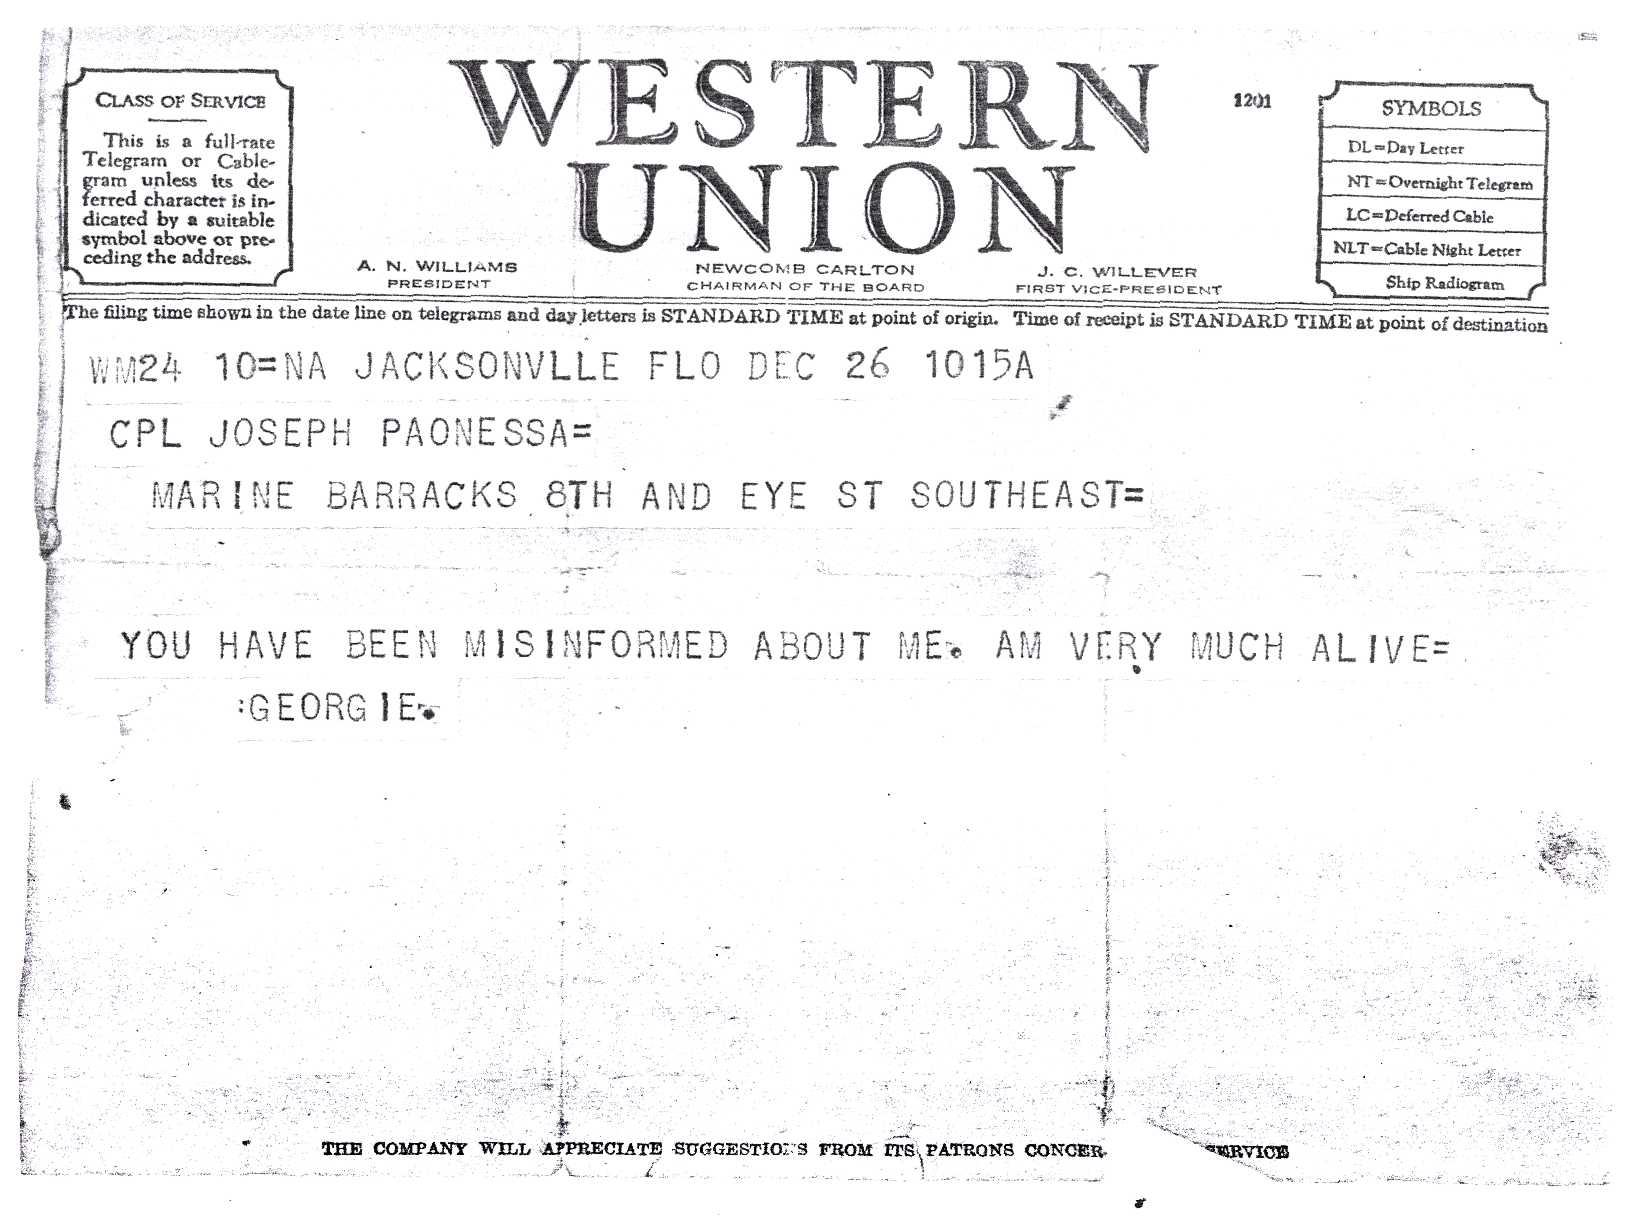 CLASS OF SERVICE
This is a full-rate
Telegram or Cable-
gram unless its de-
ferred character is in-
dicated by a suitable
symbol above or pre-
ceding the address.
WESTERN
UNION
1201
SYMBOLS
DL=Day Letter
NT=Overnight Telegram
LC=Deferred Cable
NLT=Cable Night Letter
Ship Radiogram
A. N. WILLIAMS
PRESIDENT
NEWCOMB CARLTON
CHAIRMAN OF THE BOARD
J. C. WILLEVER
FIRST VICE-PRESIDENT
The filing time shown in the date line on telegrams and day letters is STANDARD TIME at point of origin. Time of receipt is STANDARD TIME at point of destination
WM24 10=NA JACKSONVLLE FLO DEC 26 1015A
CPL JOSEPH PAONESSA=
MARINE BARRACKS 8TH AND EYE ST SOUTHEAST=
YOU HAVE BEEN MISINFORMED ABOUT ME. AM VERY MUCH ALIVE=
:GEORGIE.
THE COMPANY WILL APPRECIATE SUGGESTIONS FROM ITS PATRONS CONCER SERVICE